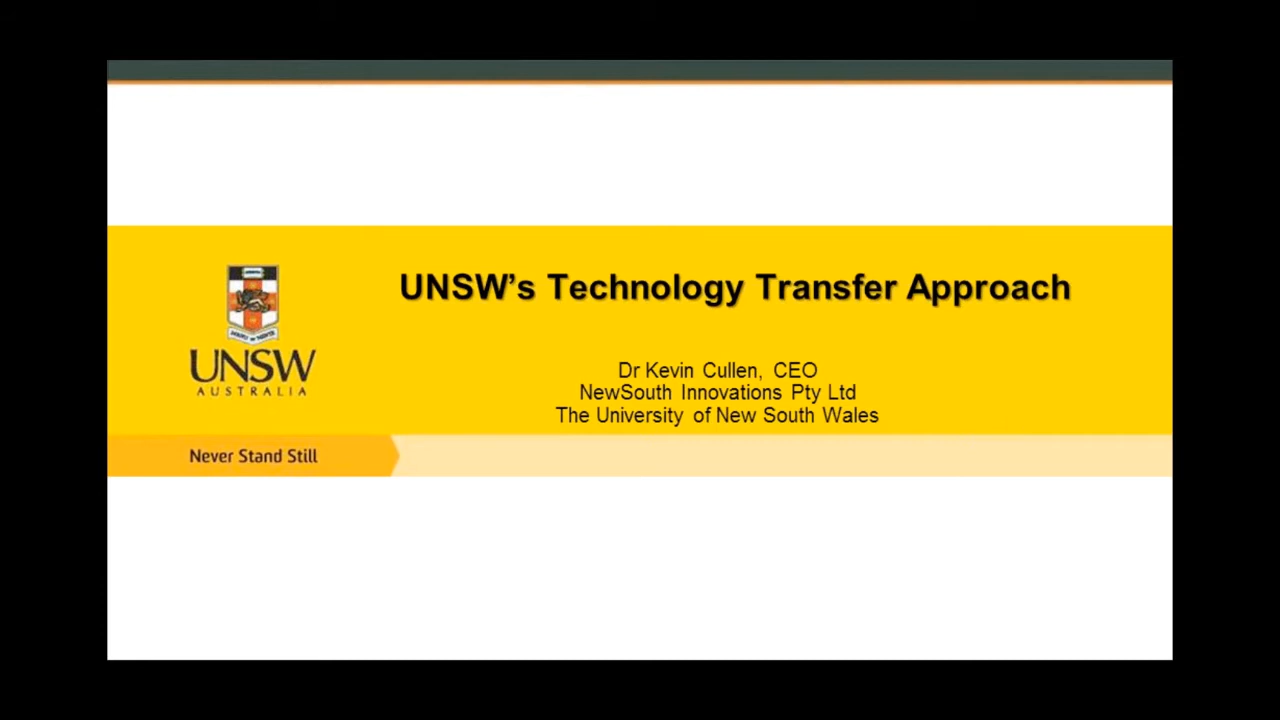 UNSW's Technology Transfer Approach
Dr Kevin Cullen, CEO
NewSouth Innovations Pty Ltd
The University of New South Wales
UNSW
AUSTRALIA
Never Stand Still